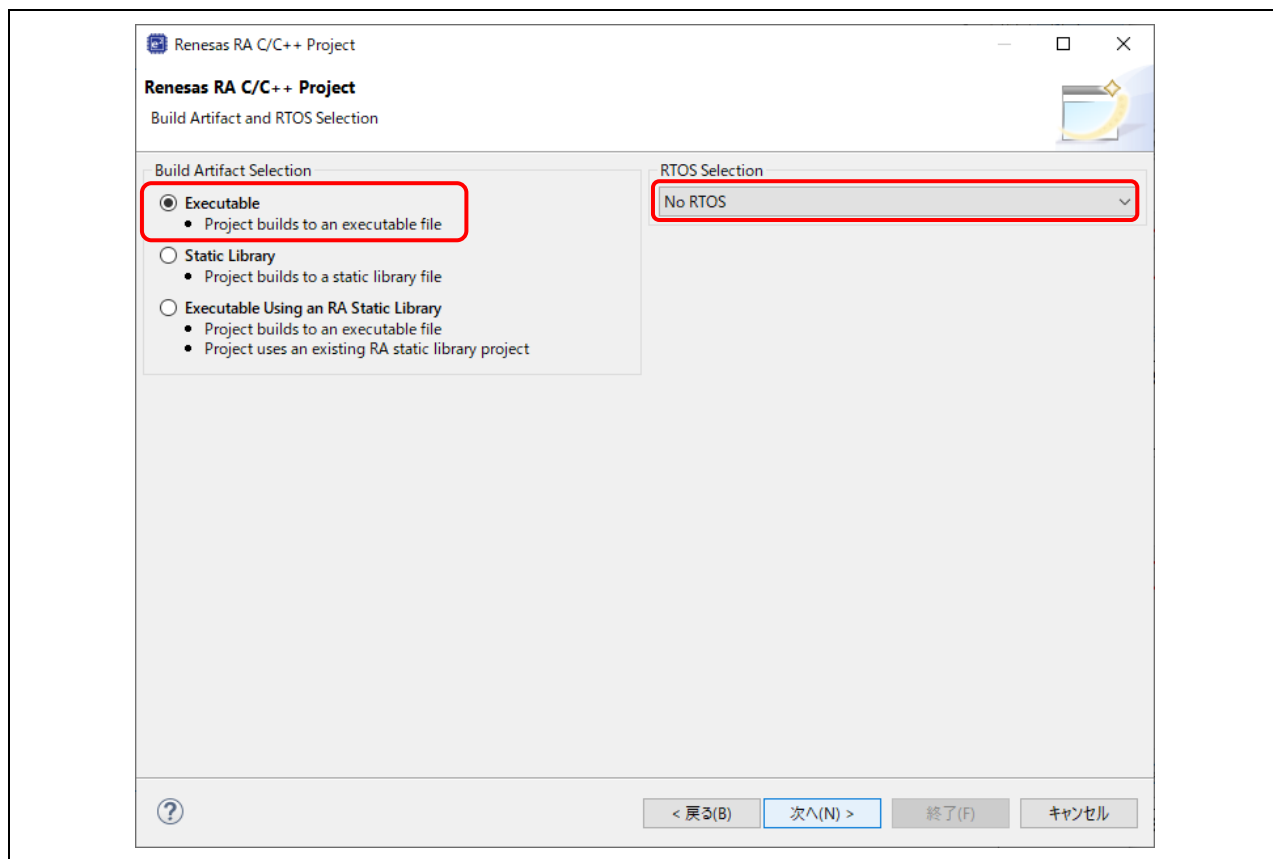 Renesas RA C/C++ Project
Renesas RA C/C++ Project
Build Artifact and RTOS Selection
Build Artifact Selection
Executable
• Project builds to an executable file
Static Library
• Project builds to a static library file
Executable Using an RA Static Library
• Project builds to an executable file
• Project uses an existing RA static library project
RTOS Selection
No RTOS
?
< 戻る(B)
次へ(N) >
終了(F)
キャンセル